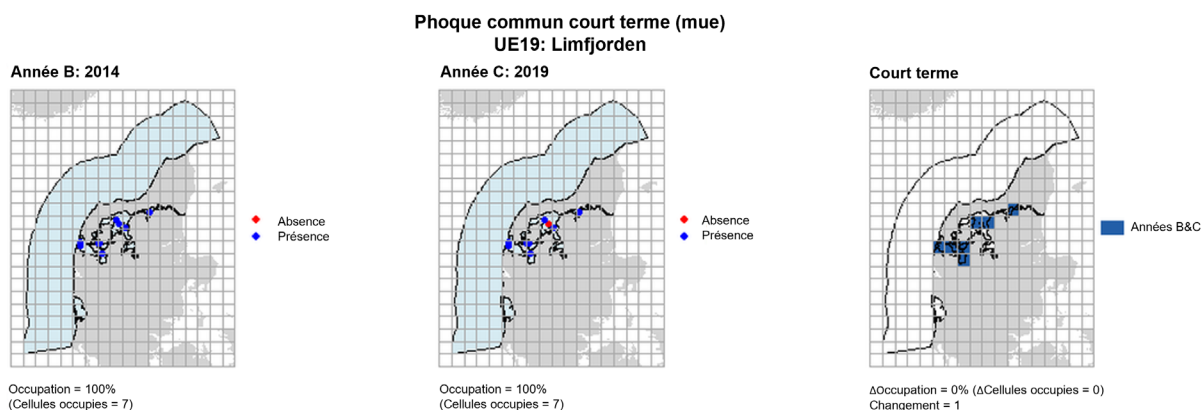 Phoque commun court terme (mue)
UE19: Limfjorden
Année B: 2014
Absence
Présence
Occupation = 100%
(Cellules occupies = 7)
Année C: 2019
Absence
Présence
Occupation = 100%
(Cellules occupies = 7)
Court terme
Années B&C
ΔOccupation = 0% (ΔCellules occupies = 0)
Changement = 1